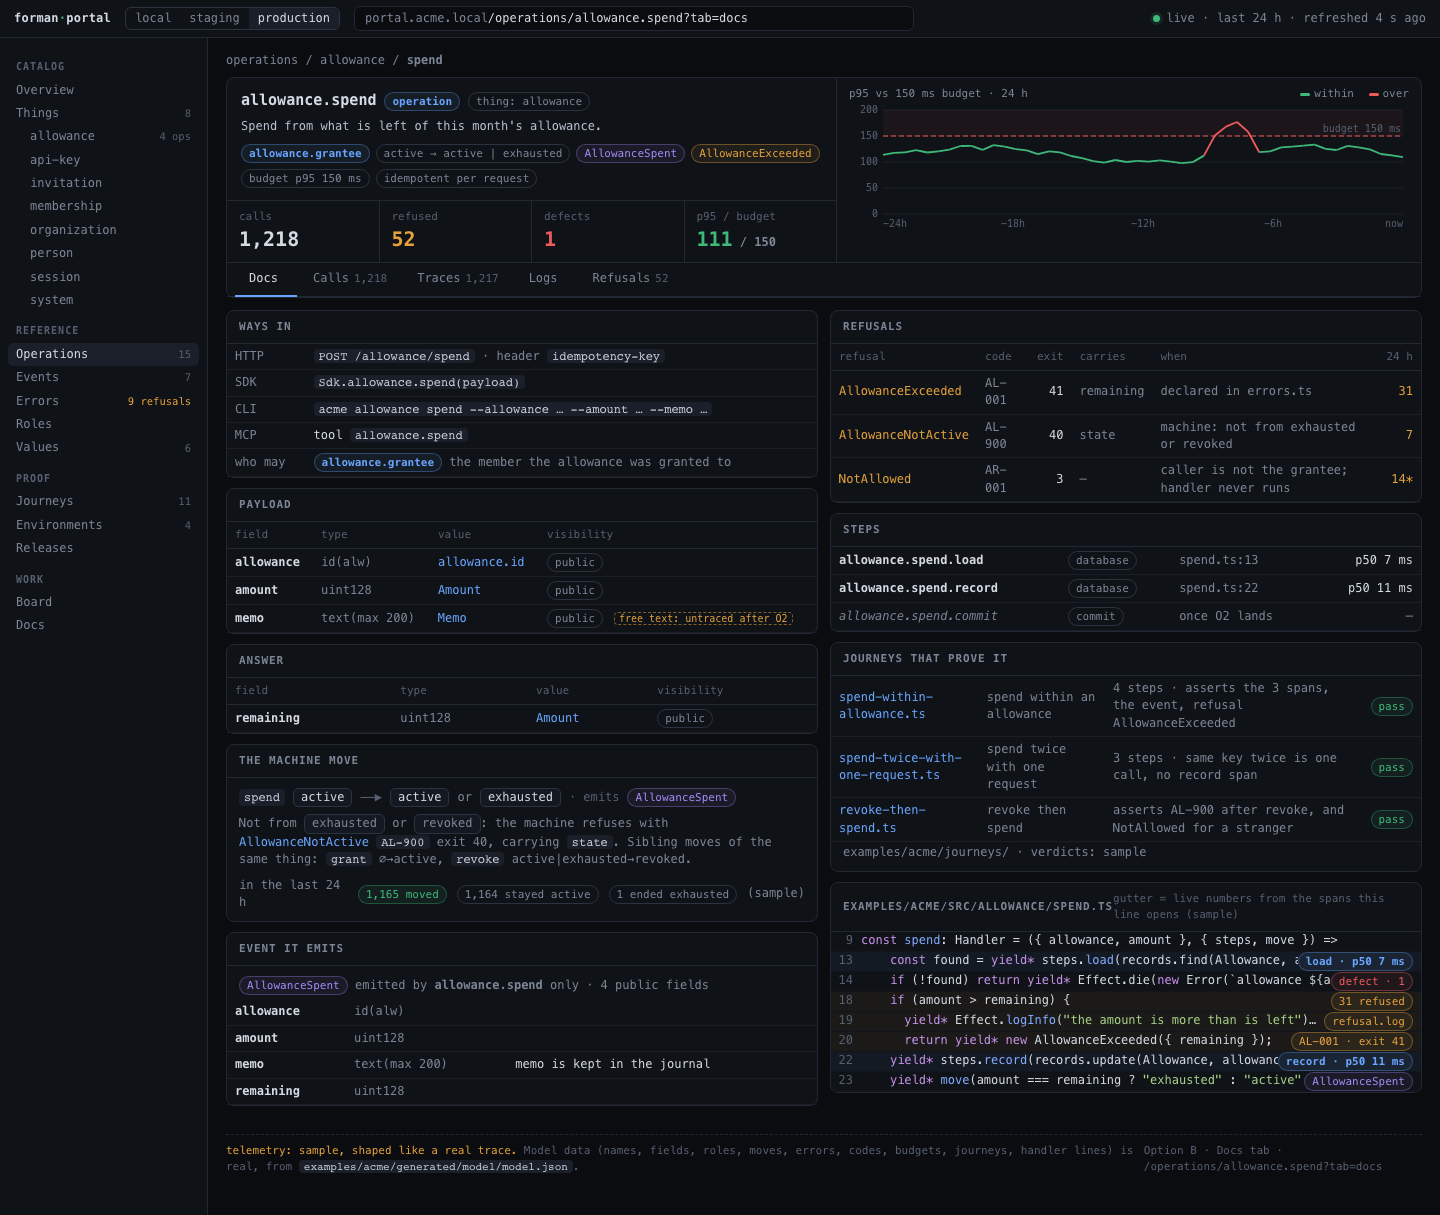 forman·portal local staging production portal.acme.local/operations/allowance.spend?tab=docs live · last 24 h · refreshed 4 s ago
CATALOG
Overview
Things 8
allowance 4 ops
api-key
invitation
membership
organization
person
session
system
REFERENCE
Operations 15
Events 7
Errors 9 refusals
Roles
Values 6
PROOF
Journeys 11
Environments 4
Releases
WORK
Board
Docs
operations / allowance / spend
allowance.spend operation thing: allowance
Spend from what is left of this month's allowance.
allowance.grantee active → active | exhausted AllowanceSpent AllowanceExceeded
budget p95 150 ms idempotent per request
calls refused defects p95 / budget
1,218 52 1 111 / 150
p95 vs 150 ms budget · 24 h within over
200
150 budget 150 ms
100
50
0
−24h −18h −12h −6h now
Docs Calls 1,218 Traces 1,217 Logs Refusals 52
WAYS IN
HTTP POST /allowance/spend · header idempotency-key
SDK Sdk.allowance.spend(payload)
CLI acme allowance spend --allowance … --amount … --memo …
MCP tool allowance.spend
who may allowance.grantee the member the allowance was granted to
PAYLOAD
field type value visibility
allowance id(alw) allowance.id public
amount uint128 Amount public
memo text(max 200) Memo public free text: untraced after O2
ANSWER
field type value visibility
remaining uint128 Amount public
THE MACHINE MOVE
spend active ──▶ active or exhausted · emits AllowanceSpent
Not from exhausted or revoked: the machine refuses with
AllowanceNotActive AL-900 exit 40, carrying state. Sibling moves of the
same thing: grant ∅→active, revoke active|exhausted→revoked.
in the last 24
h 1,165 moved 1,164 stayed active 1 ended exhausted (sample)
EVENT IT EMITS
AllowanceSpent emitted by allowance.spend only · 4 public fields
allowance id(alw)
amount uint128
memo text(max 200) memo is kept in the journal
remaining uint128
REFUSALS
refusal code exit carries when 24 h
AllowanceExceeded AL-
001 41 remaining declared in errors.ts 31
AllowanceNotActive AL-
900 40 state machine: not from exhausted
or revoked 7
NotAllowed AR-
001 3 — caller is not the grantee;
handler never runs 14*
STEPS
allowance.spend.load database spend.ts:13 p50 7 ms
allowance.spend.record database spend.ts:22 p50 11 ms
allowance.spend.commit commit once O2 lands —
JOURNEYS THAT PROVE IT
spend-within-
allowance.ts spend within an
allowance 4 steps · asserts the 3 spans,
the event, refusal
AllowanceExceeded pass
spend-twice-with-
one-request.ts spend twice
with one
request 3 steps · same key twice is one
call, no record span pass
revoke-then-
spend.ts revoke then
spend asserts AL-900 after revoke, and
NotAllowed for a stranger pass
examples/acme/journeys/ · verdicts: sample
EXAMPLES/ACME/SRC/ALLOWANCE/SPEND.TS gutter = live numbers from the spans this
line opens (sample)
9 const spend: Handler = ({ allowance, amount }, { steps, move }) =>
13 const found = yield* steps.load(records.find(Allowance, load · p50 7 ms
14 if (!found) return yield* Effect.die(new Error(`allowance ${a defect · 1
18 if (amount > remaining) { 31 refused
19 yield* Effect.logInfo("the amount is more than is left")… refusal.log
20 return yield* new AllowanceExceeded({ remaining }); AL-001 · exit 41
22 yield* steps.record(records.update(Allowance, allowanc record · p50 11 ms
23 yield* move(amount === remaining ? "exhausted" : "active" AllowanceSpent
telemetry: sample, shaped like a real trace. Model data (names, fields, roles, moves, errors, codes, budgets, journeys, handler lines) is
real, from examples/acme/generated/model/model.json.
Option B · Docs tab ·
/operations/allowance.spend?tab=docs